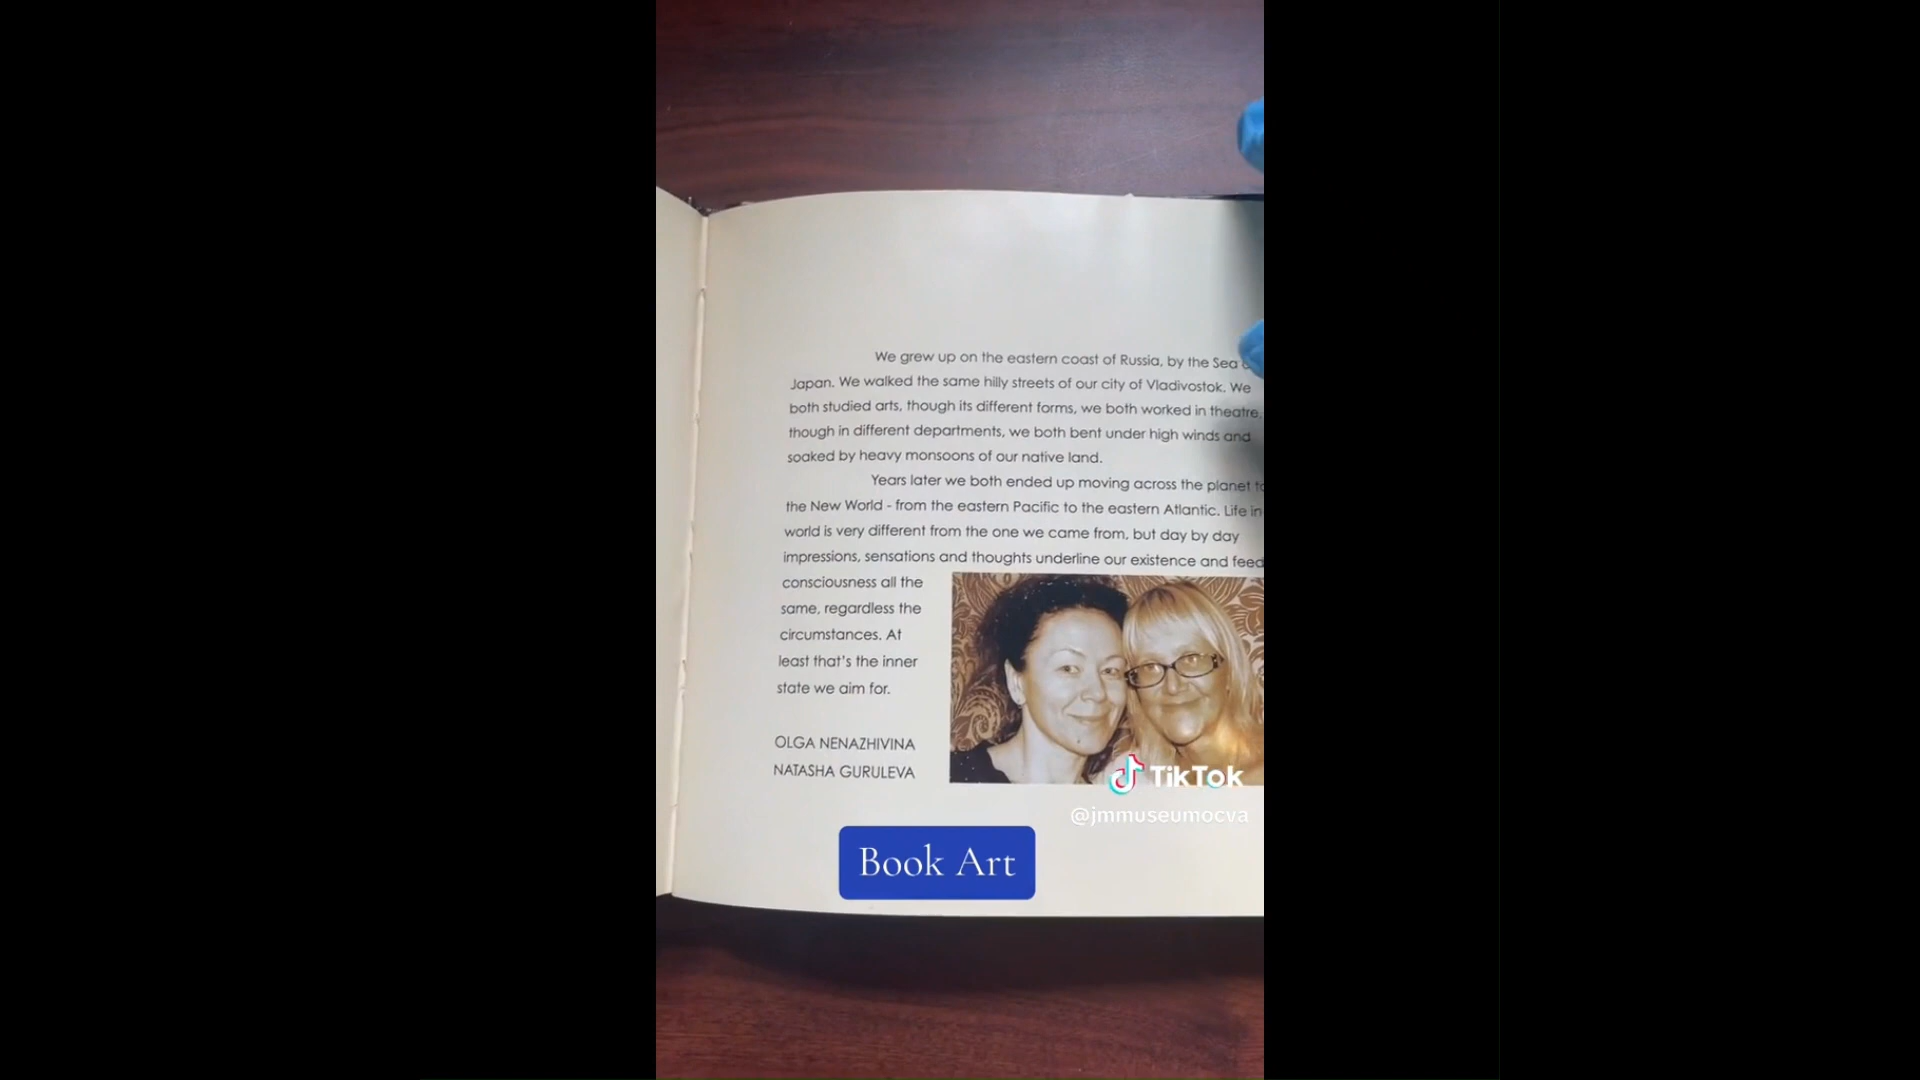 We grew up on the eastern coast of Russia, by the Sea
Japan. We walked the same hilly streets of our city of Vladivostok. We
both studied arts, though its different forms, we both worked in theatre,
though in different departments, we both bent under high winds and
soaked by heavy monsoons of our native land.
Years later we both ended up moving across the planet to
the New World - from the eastern Pacific to the eastern Atlantic. Life in
world is very different from the one we came from, but day by day
impressions, sensations and thoughts underline our existence and feed
consciousness all the
same, regardless the
circumstances. At
least that's the inner
state we aim for.
OLGA NENAZHIVINA
NATASHA GURULEVA
TikTok
@jmmuseumocva
Book Art